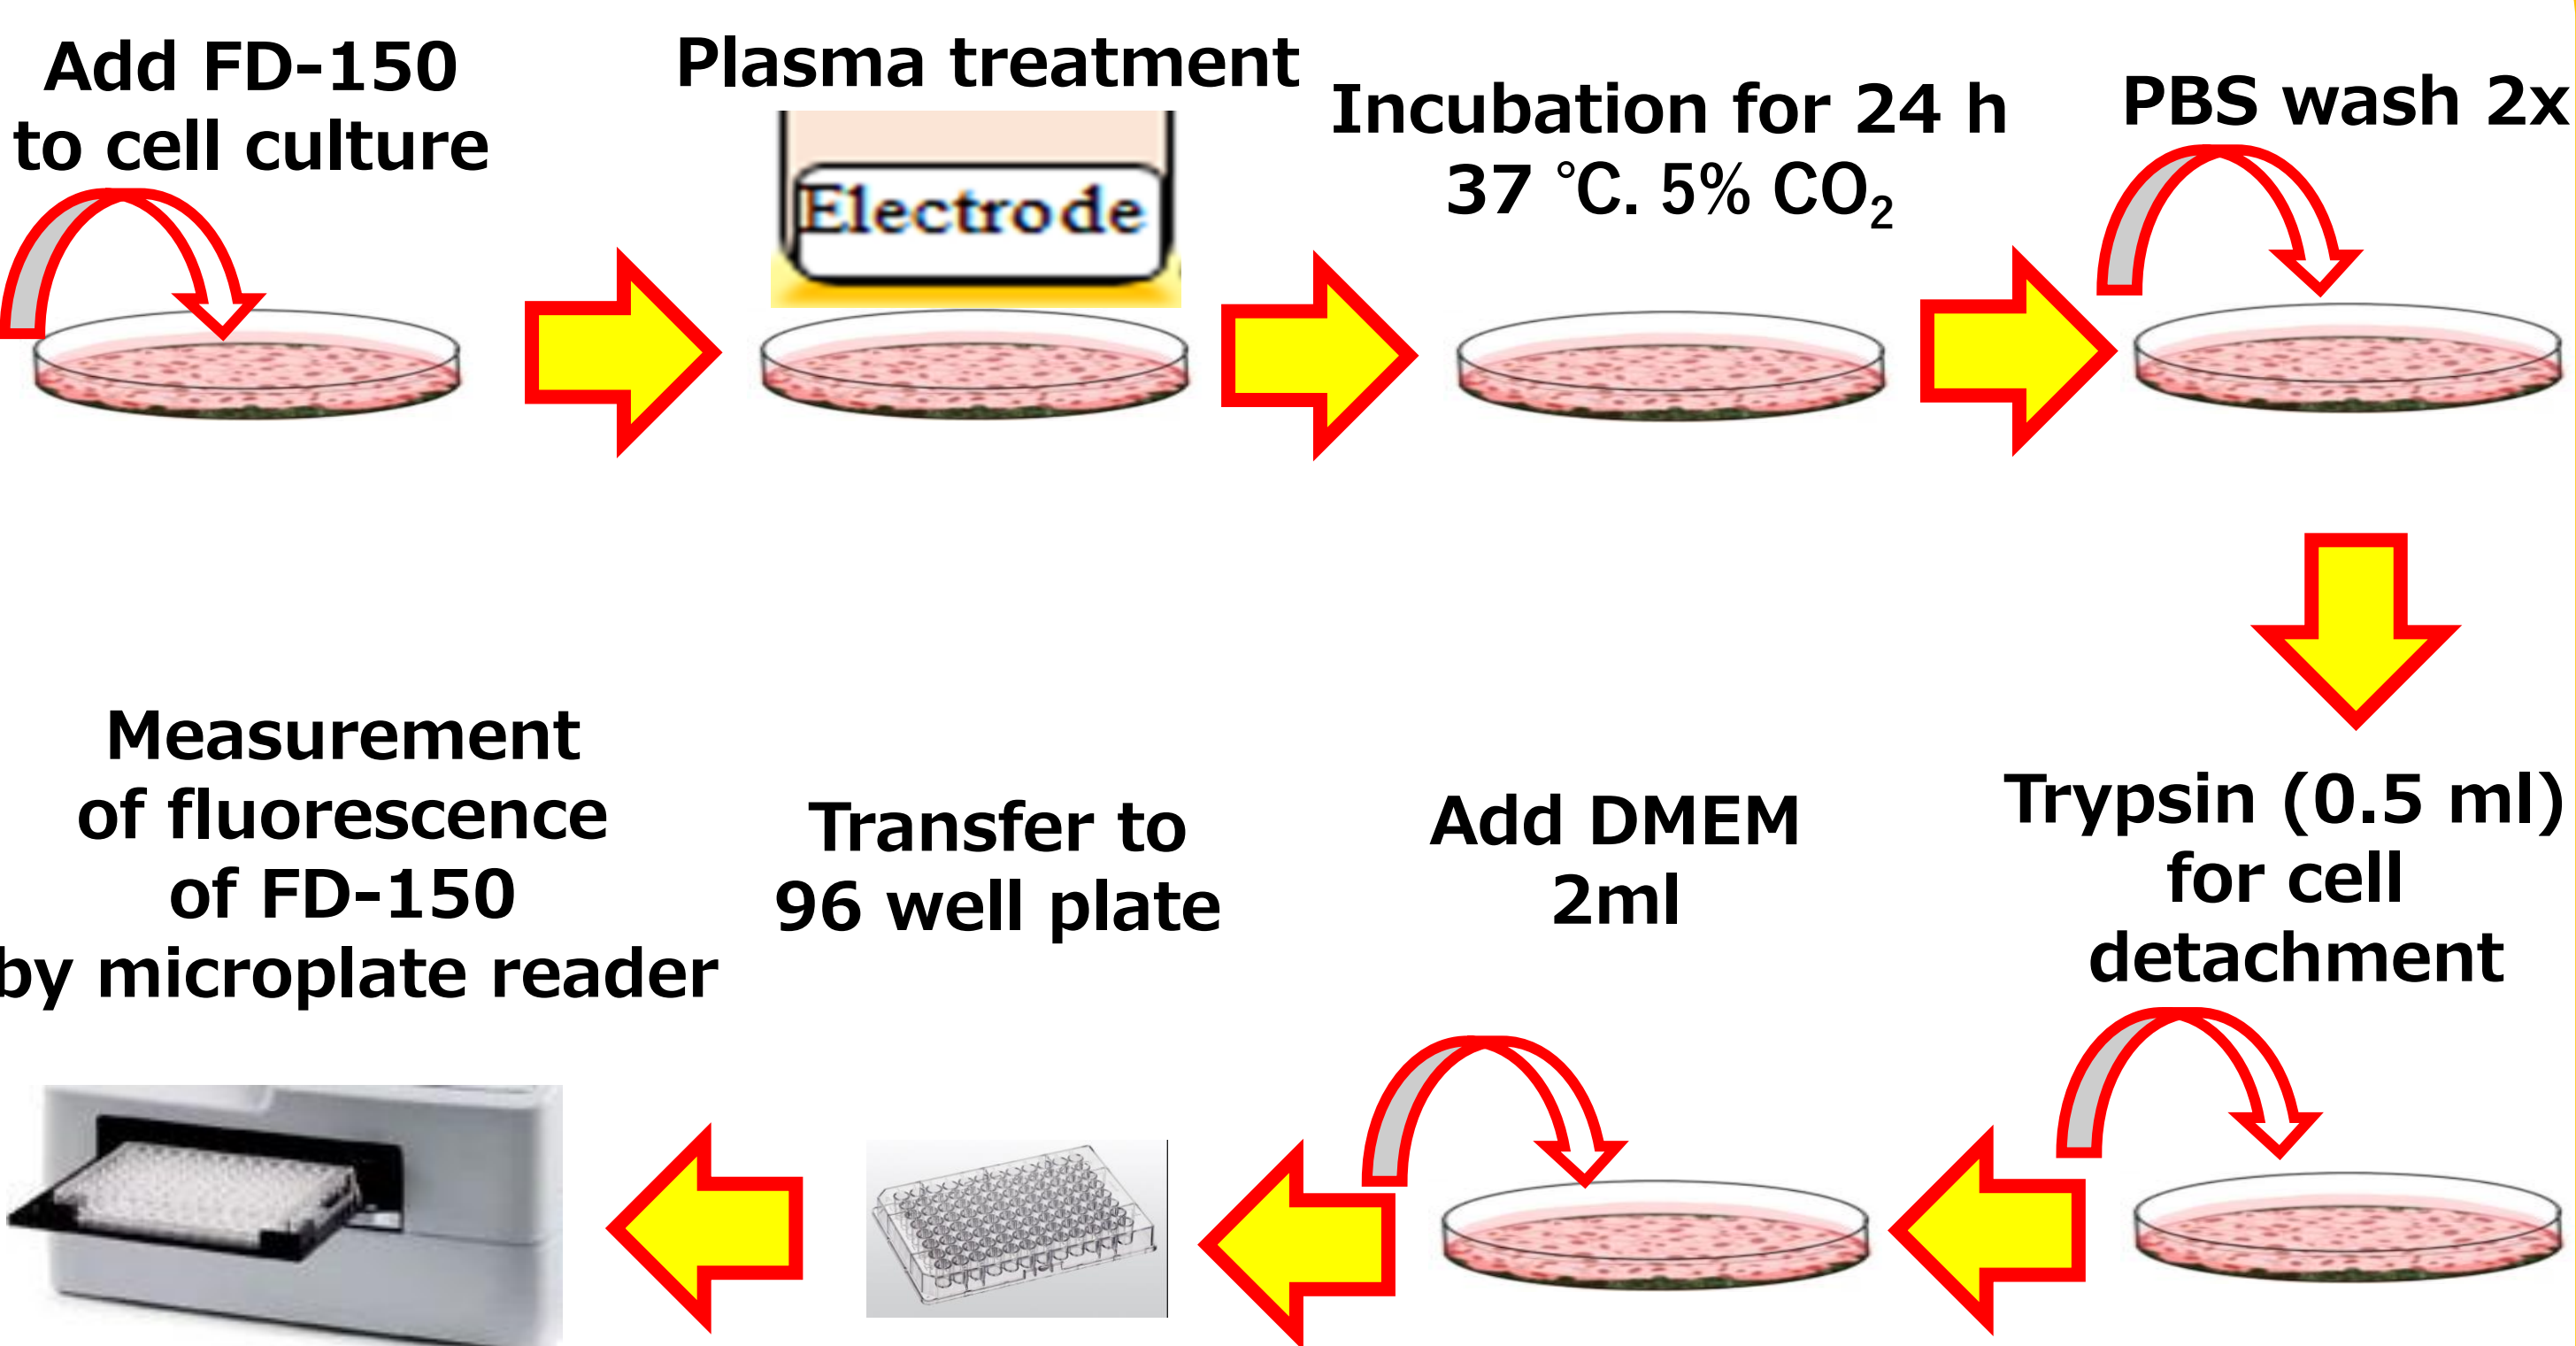 Add FD-150
to cell culture
Plasma treatment
Electrode
Incubation for 24 h
37 ℃. 5% CO₂
PBS wash 2x
Trypsin (0.5 ml)
for cell
detachment
Add DMEM
2ml
Transfer to
96 well plate
Measurement
of fluorescence
of FD-150
by microplate reader